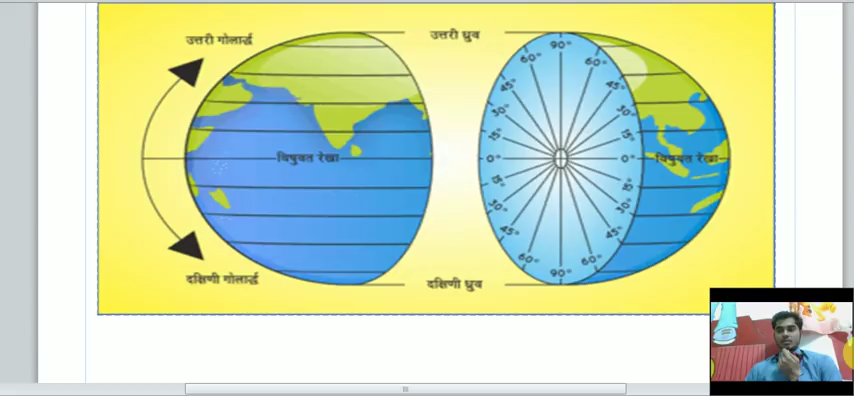 उत्तरी गोलार्द्ध
उत्तरी ध्रुव
विषुवत रेखा
दक्षिणी गोलार्द्ध
दक्षिणी ध्रुव
90°
60° 60°
45° 45°
30° 30°
15° 15°
0° 0° विषुवत रेखा
15° 15°
30° 30°
45° 45°
60° 60°
90°